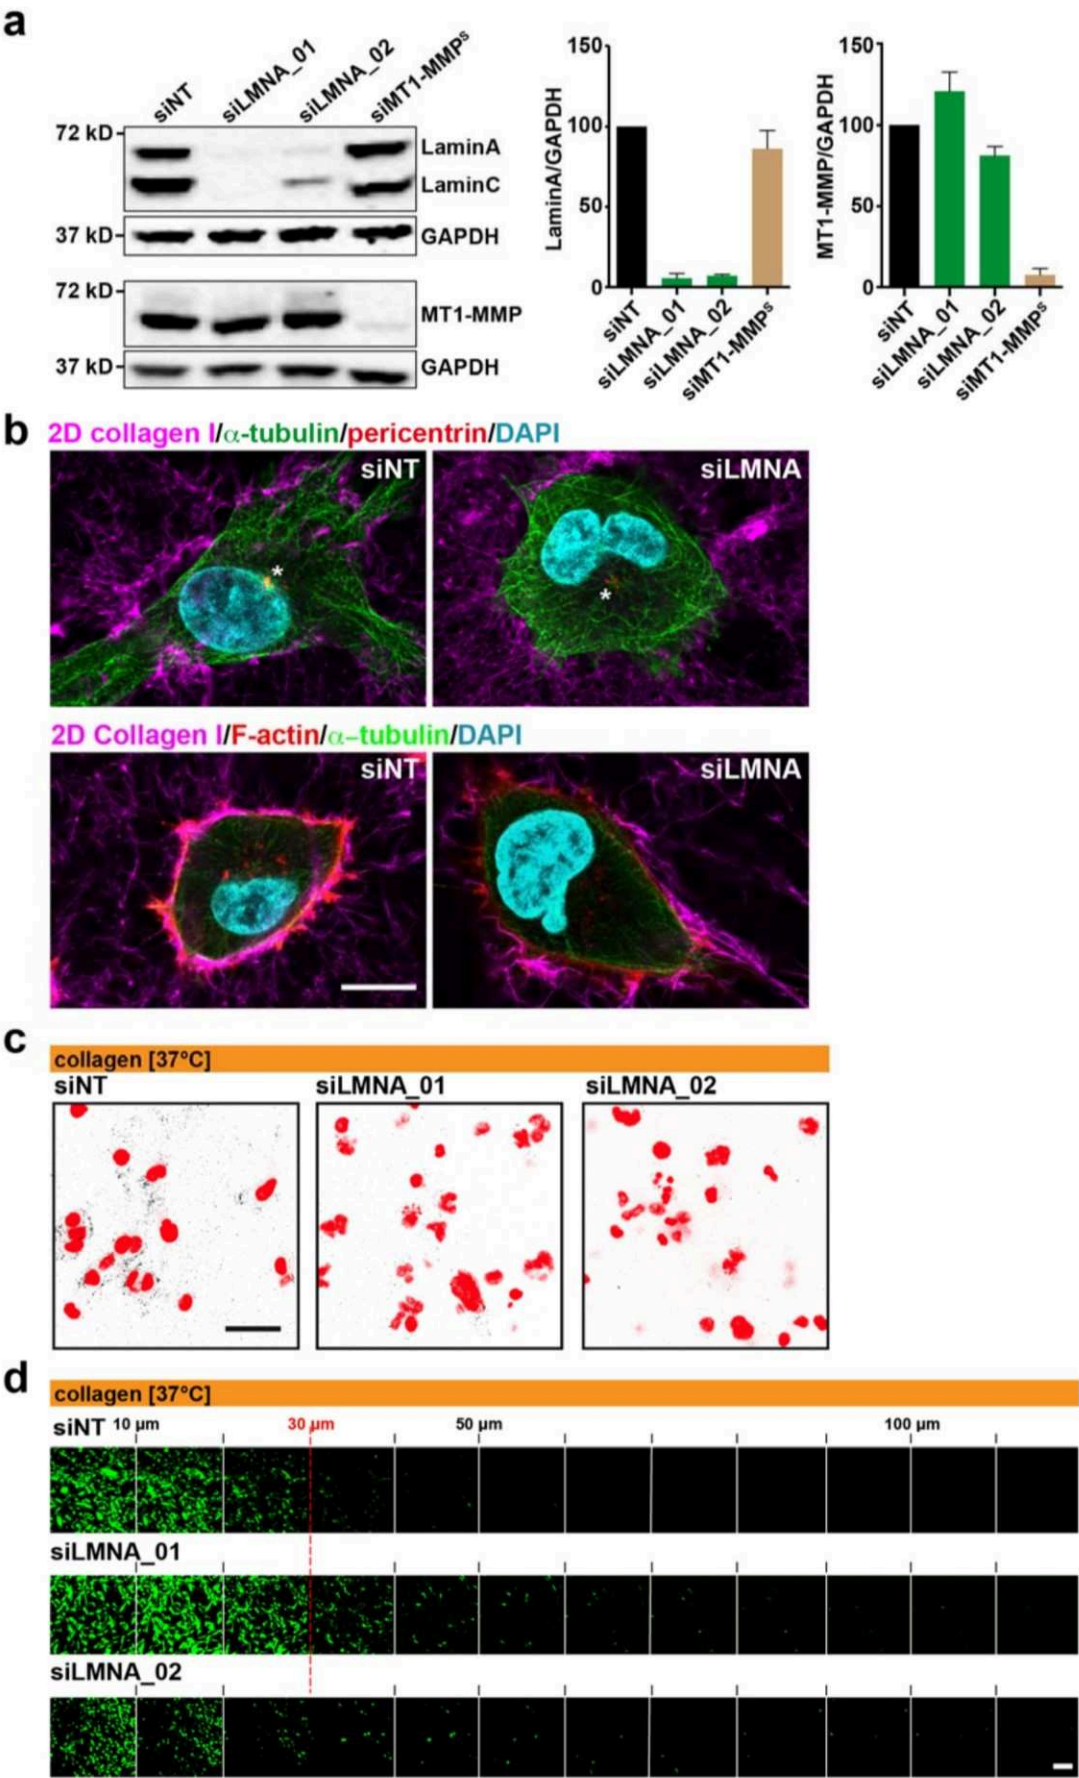 a
siNT
siLMNA_01
siLMNA_02
siMT1-MMPˢ
72 kD
LaminA
LaminC
37 kD
GAPDH
72 kD
MT1-MMP
37 kD
GAPDH
LaminA/GAPDH
150
100
50
0
siNT
siLMNA_01
siLMNA_02
siMT1-MMPˢ
MT1-MMP/GAPDH
150
100
50
0
siNT
siLMNA_01
siLMNA_02
siMT1-MMPˢ
b
2D collagen I/α-tubulin/pericentrin/DAPI
siNT
siLMNA
*
*
2D Collagen I/F-actin/α–tubulin/DAPI
siNT
siLMNA
c
collagen [37°C]
siNT
siLMNA_01
siLMNA_02
d
collagen [37°C]
siNT 10 µm 30 µm 50 µm 100 µm
siLMNA_01
siLMNA_02